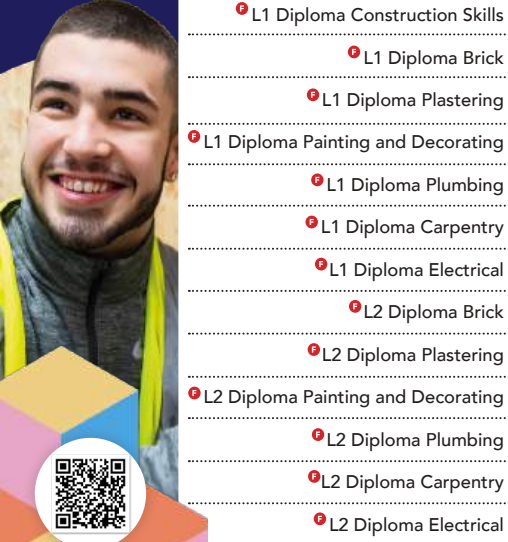 F L1 Diploma Construction Skills
F L1 Diploma Brick
F L1 Diploma Plastering
F L1 Diploma Painting and Decorating
F L1 Diploma Plumbing
F L1 Diploma Carpentry
F L1 Diploma Electrical
F L2 Diploma Brick
F L2 Diploma Plastering
F L2 Diploma Painting and Decorating
F L2 Diploma Plumbing
F L2 Diploma Carpentry
F L2 Diploma Electrical